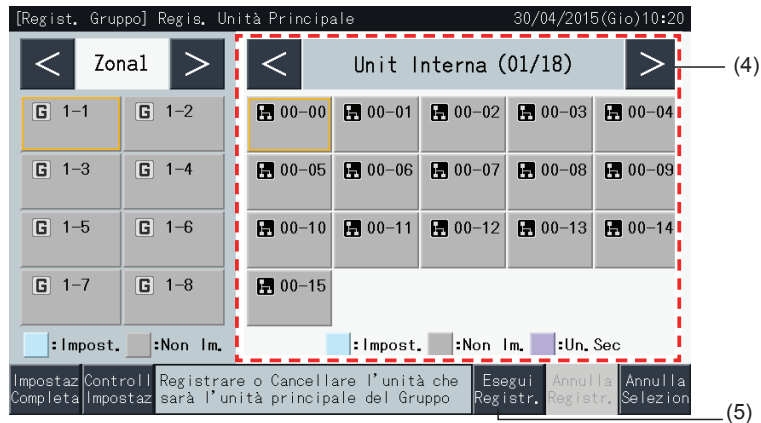 [Regist. Gruppo] Regis. Unità Principale 30/04/2015(Gio)10:20
< Zona1 > < Unit Interna (01/18) > (4)
G 1-1 G 1-2 00-00 00-01 00-02 00-03 00-04
G 1-3 G 1-4 00-05 00-06 00-07 00-08 00-09
G 1-5 G 1-6 00-10 00-11 00-12 00-13 00-14
G 1-7 G 1-8 00-15
:Impost. :Non Im. :Impost. :Non Im. :Un.Sec
Impostaz Completa
Controll Impostaz
Registrare o Cancellare l'unità che
sarà l'unità principale del Gruppo
Esegui Registr.
Annulla Registr.
Annulla Selezion
(5)